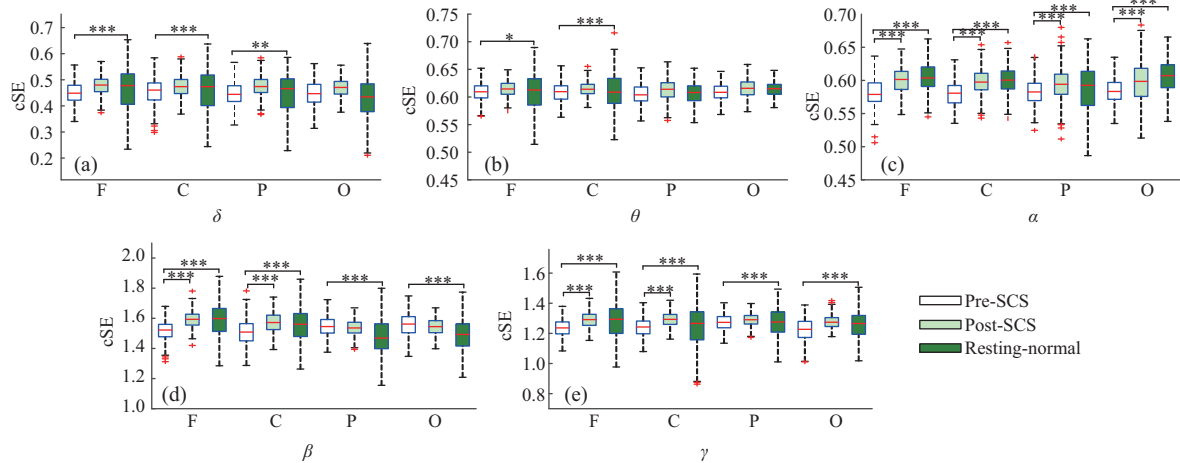 0.7
0.6
0.5
0.4
0.3
0.2
cSE
***
***
**
(a)
F C P O
δ
0.75
0.70
0.65
0.60
0.55
0.50
0.45
cSE
*
***
(b)
F C P O
θ
0.70
0.65
0.60
0.55
0.50
0.45
cSE
***
***
***
***
***
***
***
***
(c)
F C P O
α
2.0
1.8
1.6
1.4
1.2
1.0
cSE
***
***
***
***
***
***
(d)
F C P O
β
1.6
1.4
1.2
1.0
0.8
cSE
***
***
***
***
***
***
(e)
F C P O
γ
Pre-SCS
Post-SCS
Resting-normal